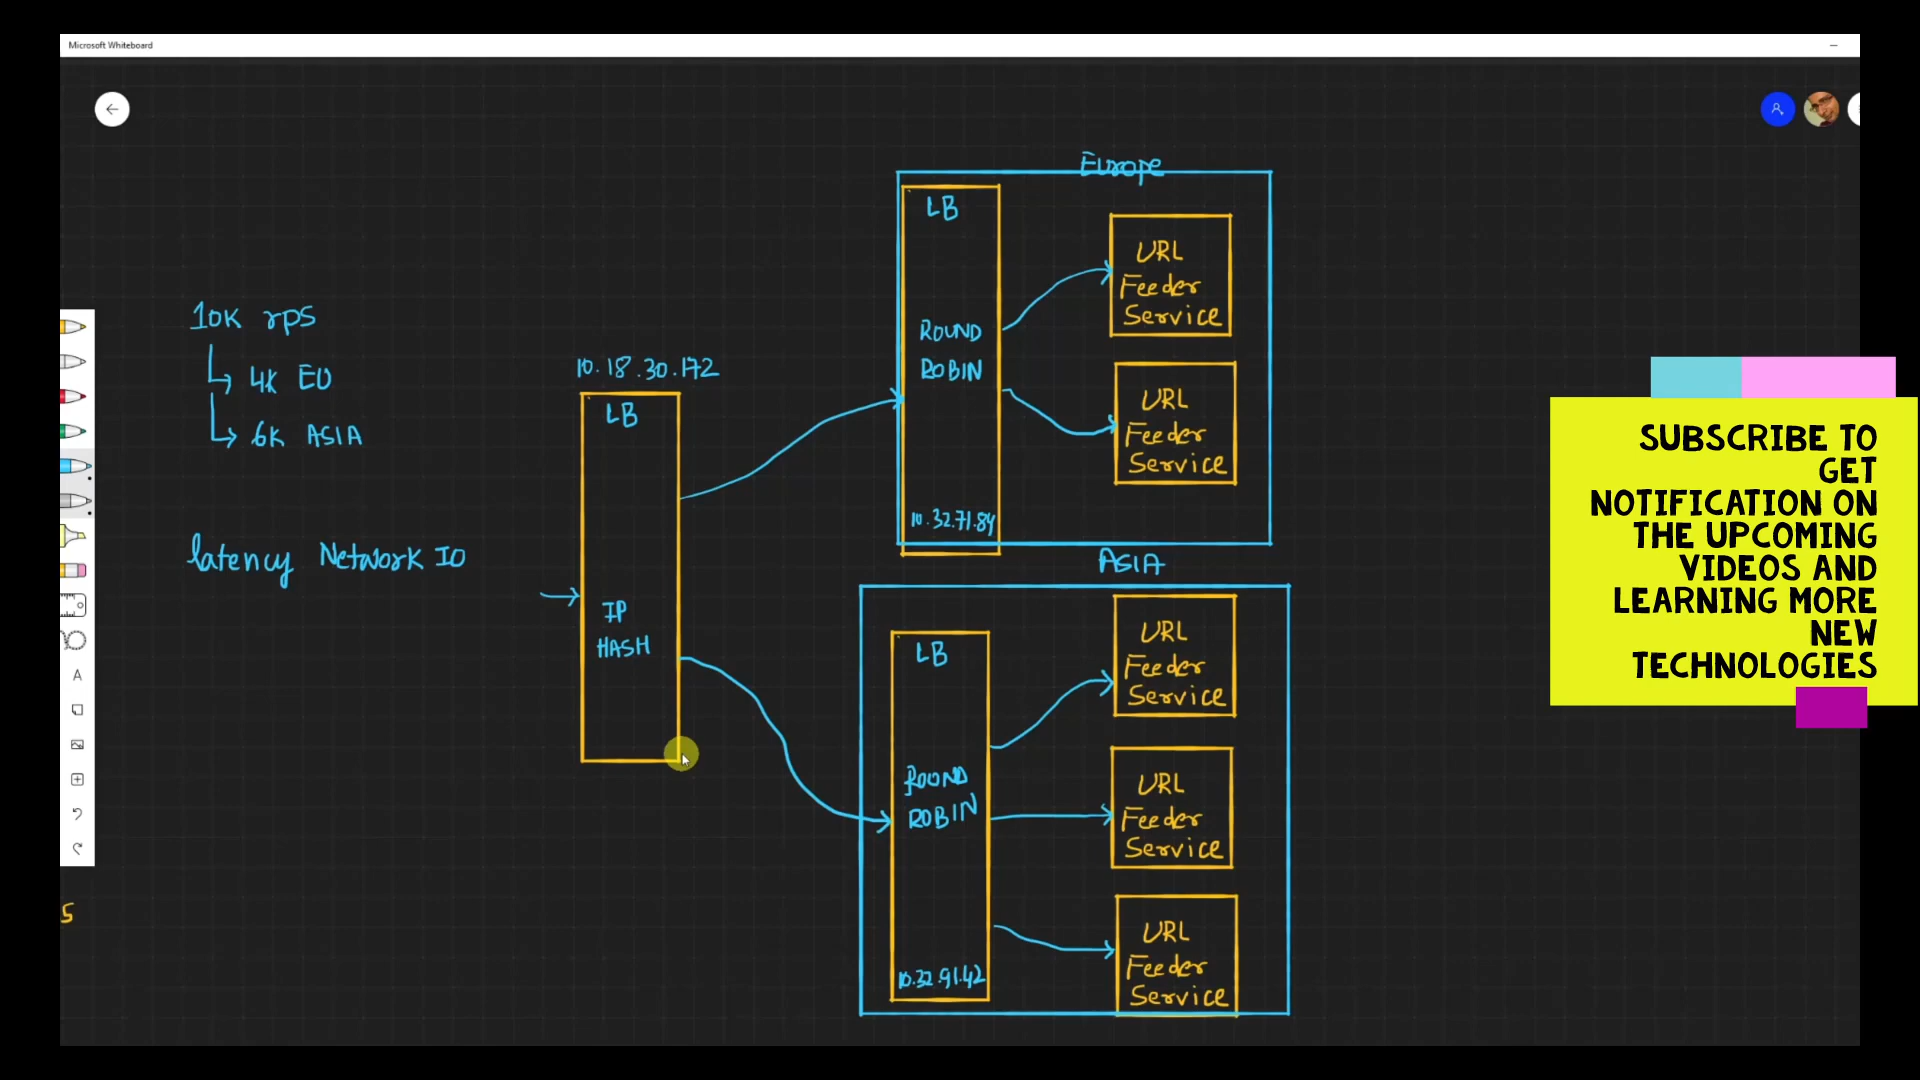 Microsoft Whiteboard
10K rps
4K EU
6K ASIA
latency Network IO
10.18.30.172
LB
IP
HASH
Europe
LB
ROUND
ROBIN
10.32.71.84
URL
Feeder
Service
URL
Feeder
Service
ASIA
LB
ROUND
ROBIN
10.32.91.42
URL
Feeder
Service
URL
Feeder
Service
URL
Feeder
Service
A
5
SUBSCRIBE TO
GET
NOTIFICATION ON
THE UPCOMING
VIDEOS AND
LEARNING MORE
NEW
TECHNOLOGIES